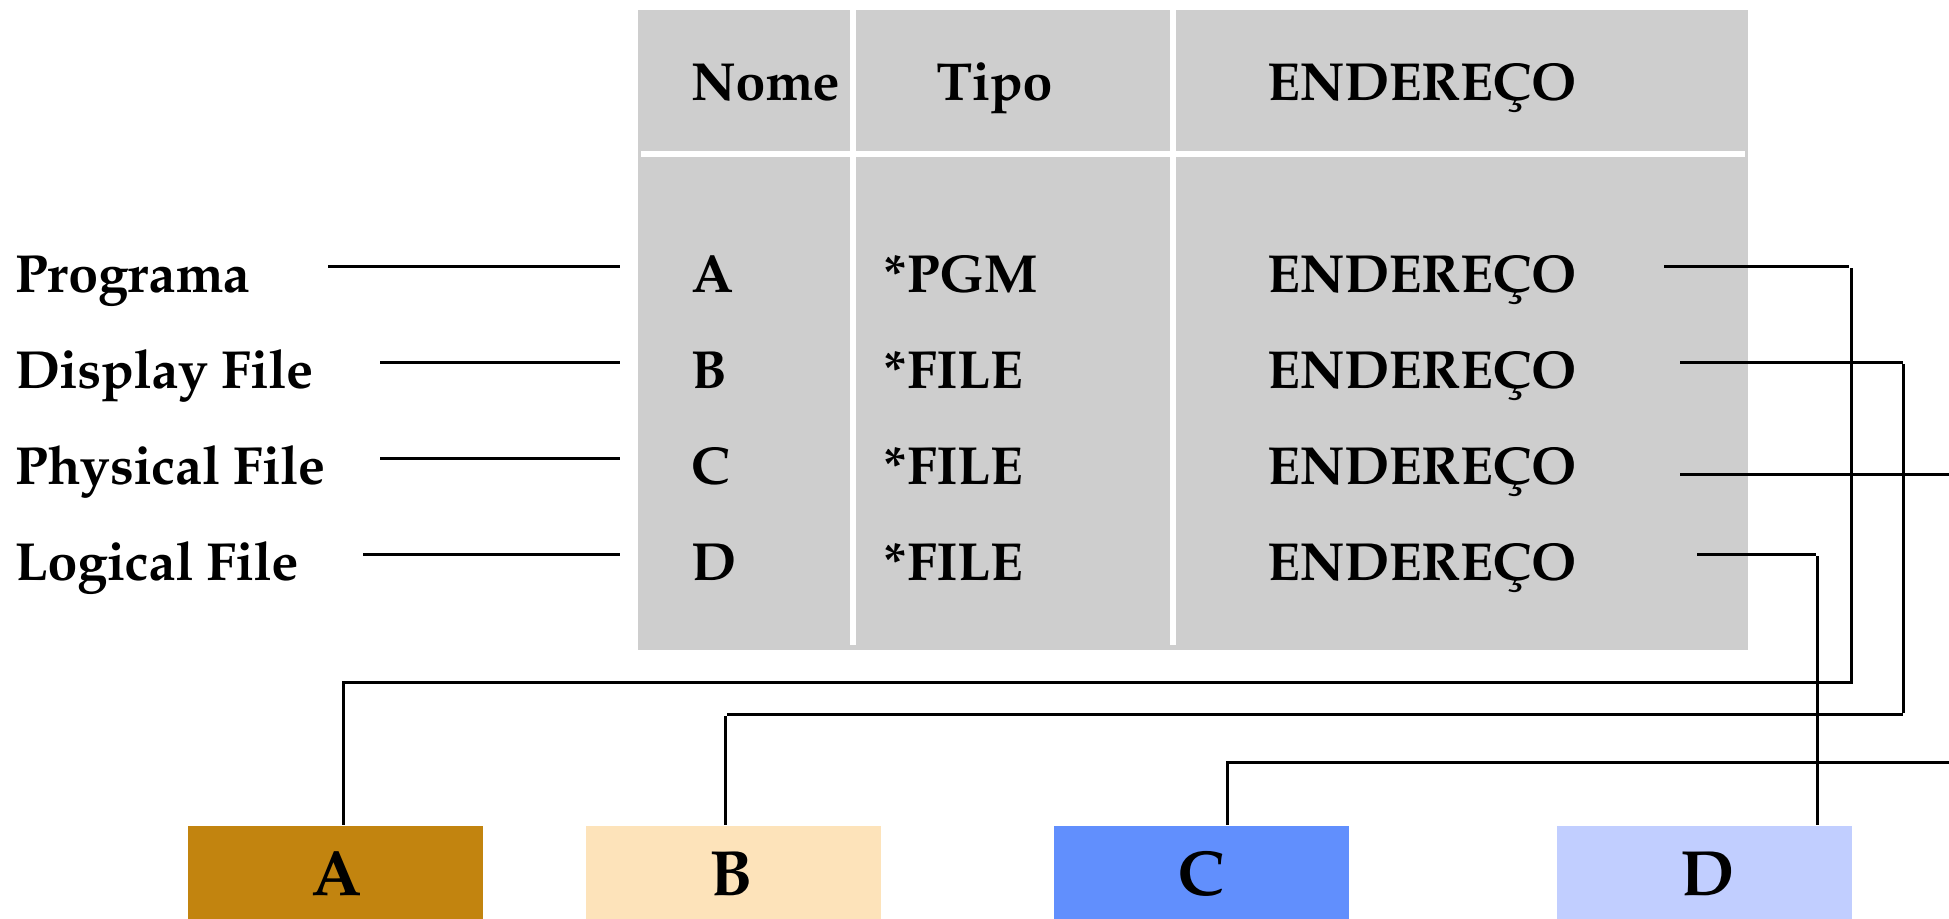 Nome Tipo ENDEREÇO
Programa A *PGM ENDEREÇO
Display File B *FILE ENDEREÇO
Physical File C *FILE ENDEREÇO
Logical File D *FILE ENDEREÇO
A B C D